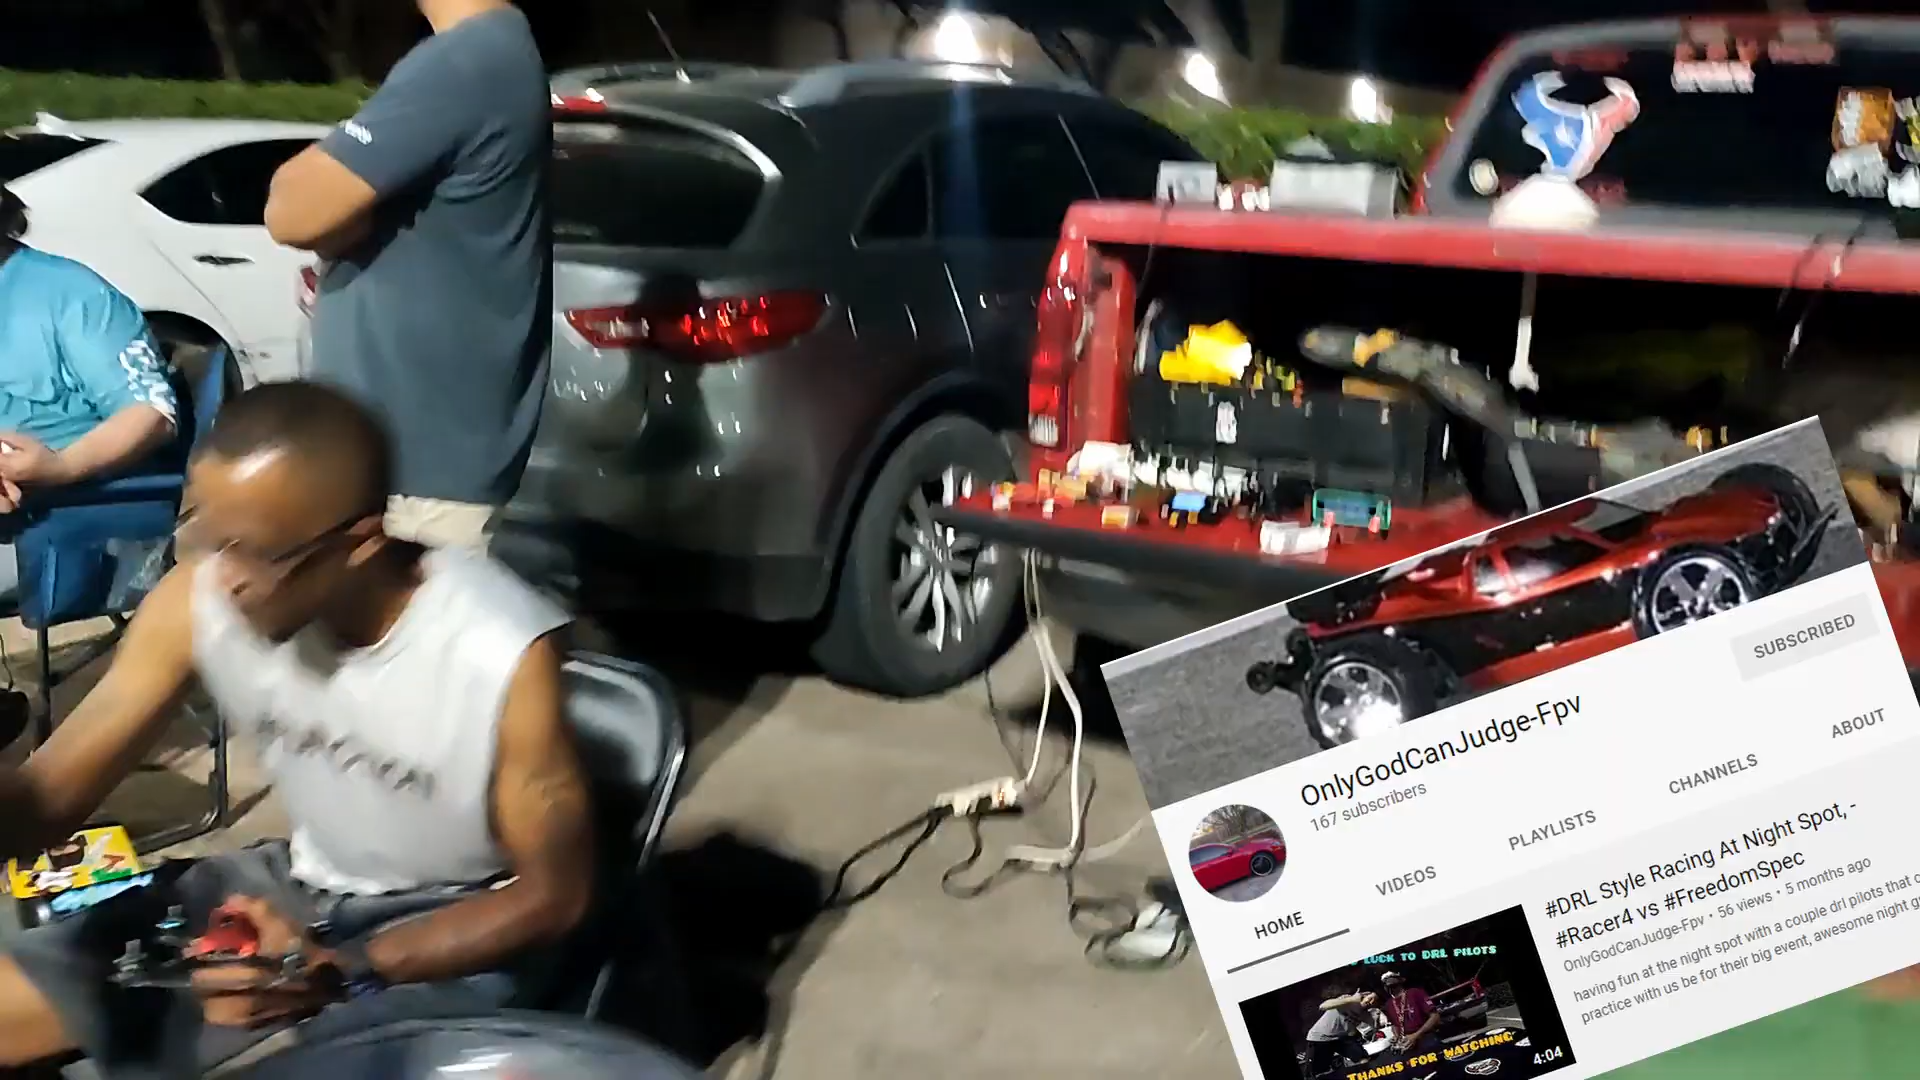 SUBSCRIBED
OnlyGodCanJudge-Fpv
167 subscribers
HOME
VIDEOS
PLAYLISTS
CHANNELS
ABOUT
#DRL Style Racing At Night Spot, -
#Racer4 vs #FreedomSpec
OnlyGodCanJudge-Fpv • 56 views • 5 months ago
having fun at the night spot with a couple drl pilots that
practice with us be for their big event, awesome night
LUCK TO DRL PILOTS
THANKS FOR WATCHING
4:04